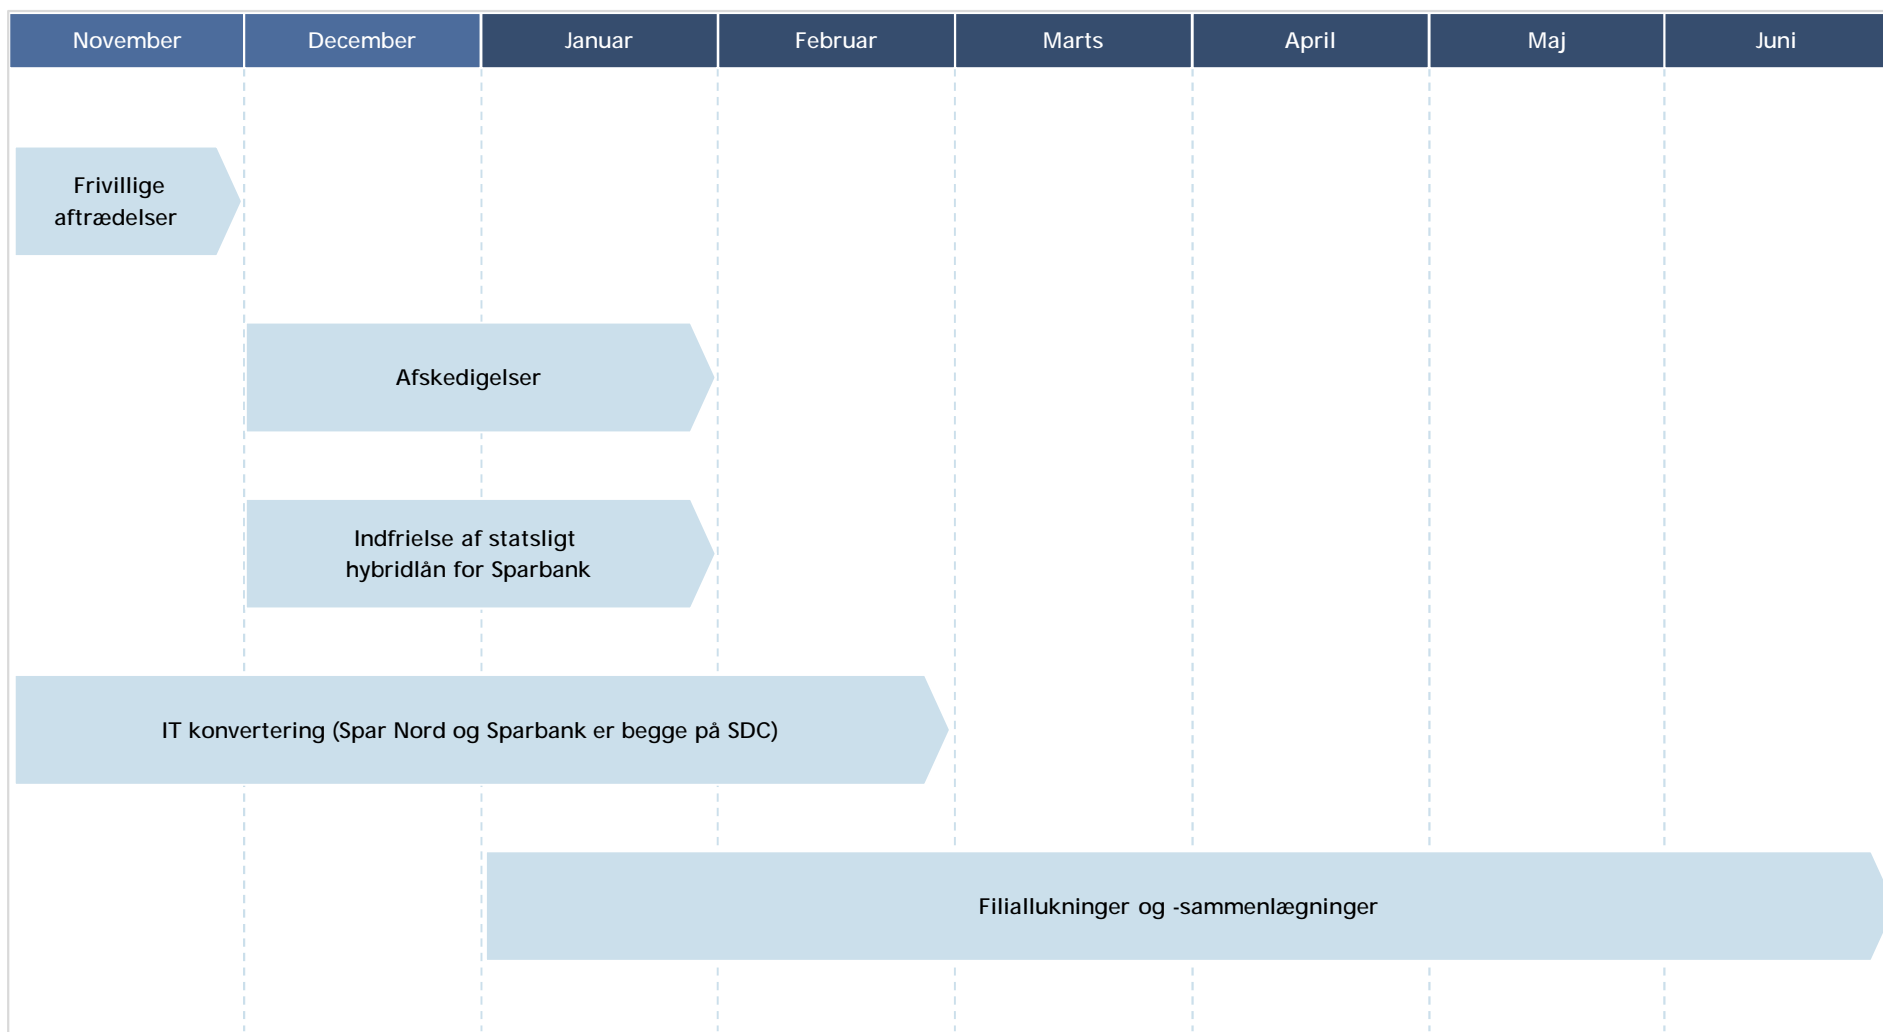 November
December
Januar
Februar
Marts
April
Maj
Juni
Frivillige
aftrædelser
Afskedigelser
Indfrielse af statsligt
hybridlån for Sparbank
IT konvertering (Spar Nord og Sparbank er begge på SDC)
Filiallukninger og -sammenlægninger